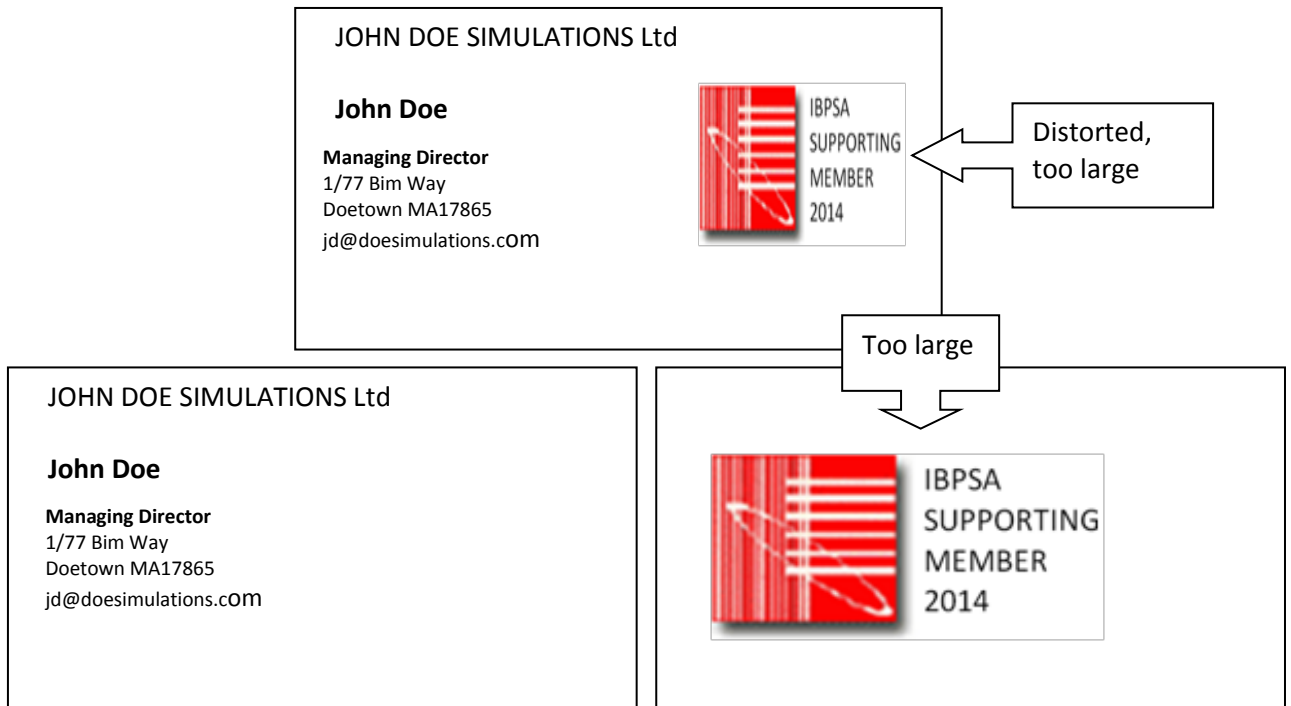 JOHN DOE SIMULATIONS Ltd
John Doe
Managing Director
1/77 Bim Way
Doetown MA17865
jd@doesimulations.com
IBPSA
SUPPORTING
MEMBER
2014
Distorted,
too large
Too large
JOHN DOE SIMULATIONS Ltd
John Doe
Managing Director
1/77 Bim Way
Doetown MA17865
jd@doesimulations.com
IBPSA
SUPPORTING
MEMBER
2014